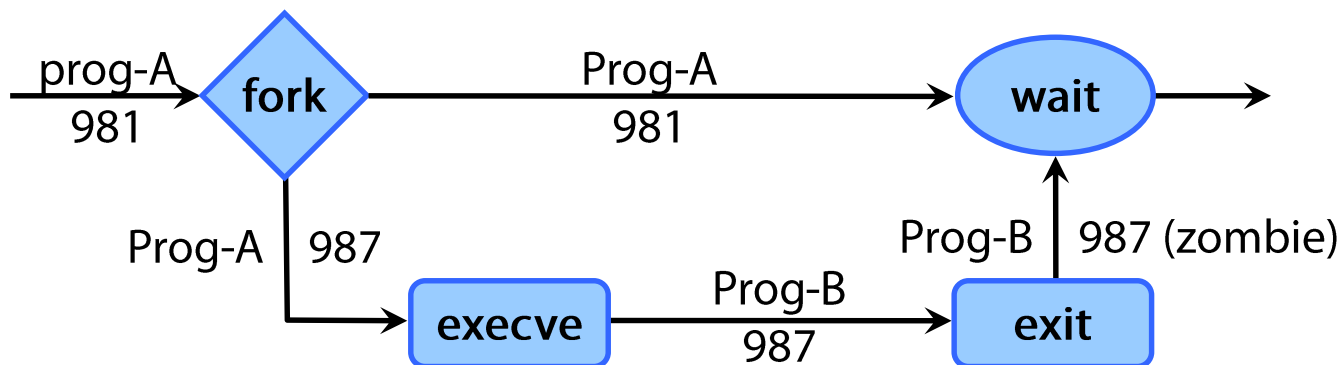 prog-A
981
fork
Prog-A
981
wait
Prog-A 987
execve
Prog-B
987
exit
Prog-B 987 (zombie)